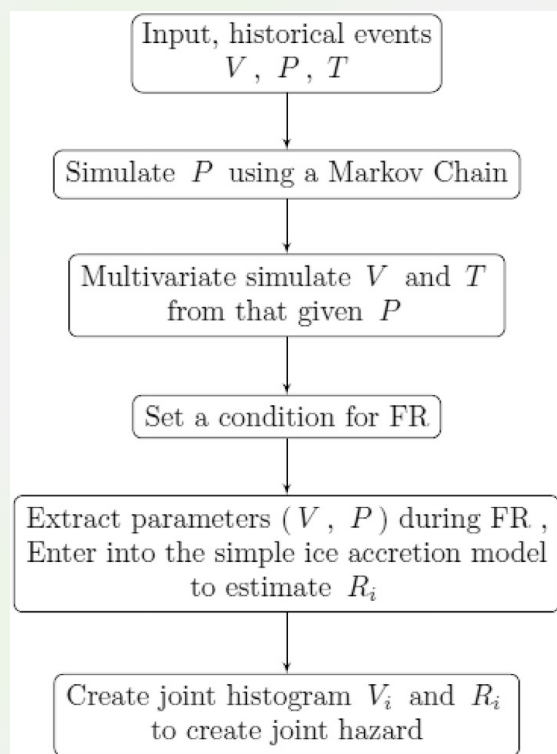 Input, historical events
V , P , T
Simulate P using a Markov Chain
Multivariate simulate V and T
from that given P
Set a condition for FR
Extract parameters (V , P) during FR ,
Enter into the simple ice accretion model
to estimate R_i
Create joint histogram V_i and R_i
to create joint hazard